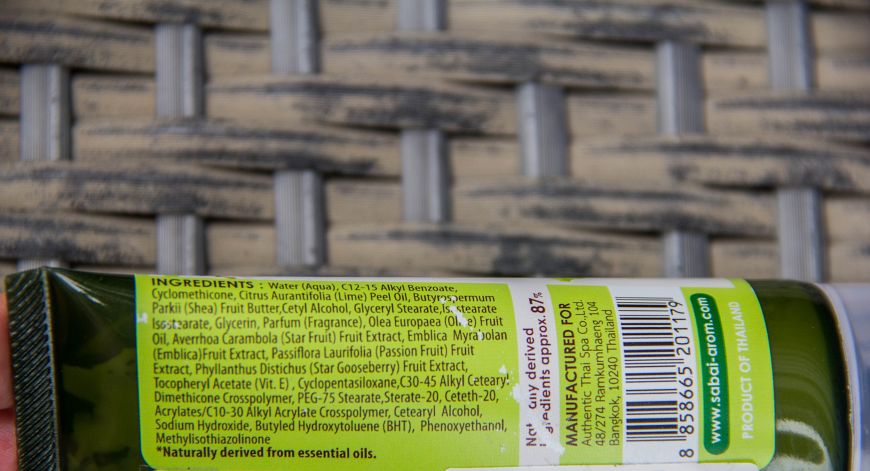 INGREDIENTS : Water (Aqua), C12-15 Alkyl Benzoate,
Cyclomethicone, Citrus Aurantifolia (Lime) Peel Oil, Butyrospermum
Parkii (Shea) Fruit Butter,Cetyl Alcohol, Glyceryl Stearate,Isostearate
Isostearate, Glycerin, Parfum (Fragrance), Olea Europaea (Olive) Fruit
Oil, Averrhoa Carambola (Star Fruit) Fruit Extract, Emblica Myrabolan
(Emblica)Fruit Extract, Passiflora Laurifolia (Passion Fruit) Fruit
Extract, Phyllanthus Distichus (Star Gooseberry) Fruit Extract,
Tocopheryl Acetate (Vit. E) , Cyclopentasiloxane,C30-45 Alkyl Cetearyl
Dimethicone Crosspolymer, PEG-75 Stearate,Sterate-20, Ceteth-20,
Acrylates/C10-30 Alkyl Acrylate Crosspolymer, Cetearyl Alcohol,
Sodium Hydroxide, Butyled Hydroxytoluene (BHT), Phenoxyethanol,
Methylisothiazolinone
*Naturally derived from essential oils.
derived
approx.87%
MANUFACTURED FOR
Authentic Thai Spa Co.,Ltd.
48/274 Ramkumhaeng 104
Bangkok, 10240 Thailand
8 858665 201179
www.sabai-arom.com
PRODUCT OF THAILAND